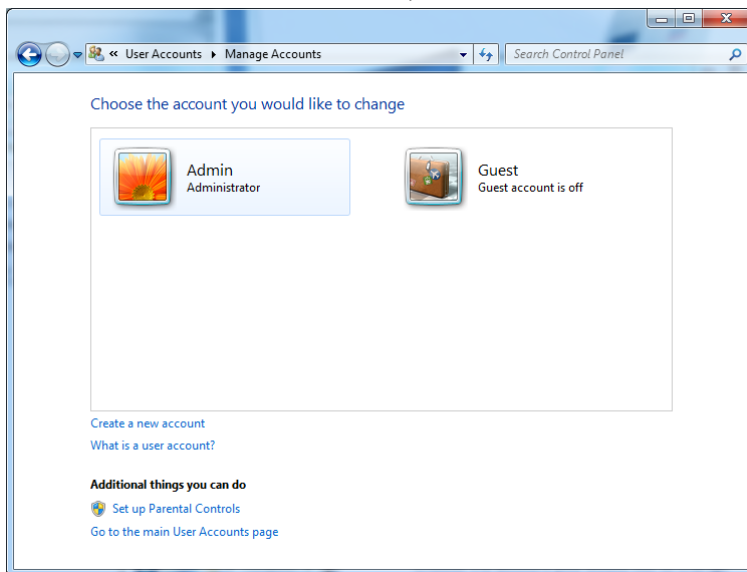 « User Accounts ▸ Manage Accounts
Search Control Panel
Choose the account you would like to change
Admin
Administrator
Guest
Guest account is off
Create a new account
What is a user account?
Additional things you can do
Set up Parental Controls
Go to the main User Accounts page